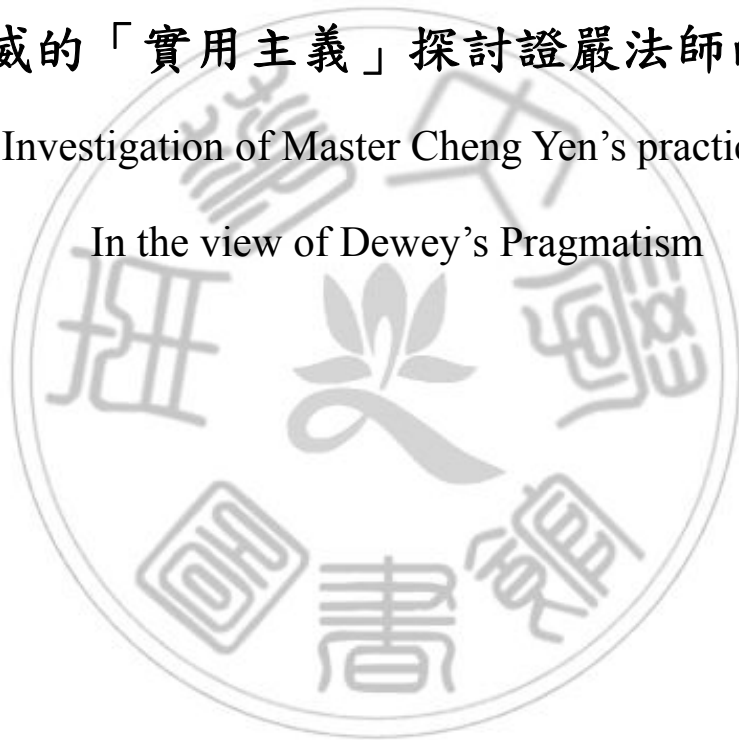 威的「實用主義」探討證嚴法師
Investigation of Master Cheng Yen’s practic
In the view of Dewey’s Pragmatism
書